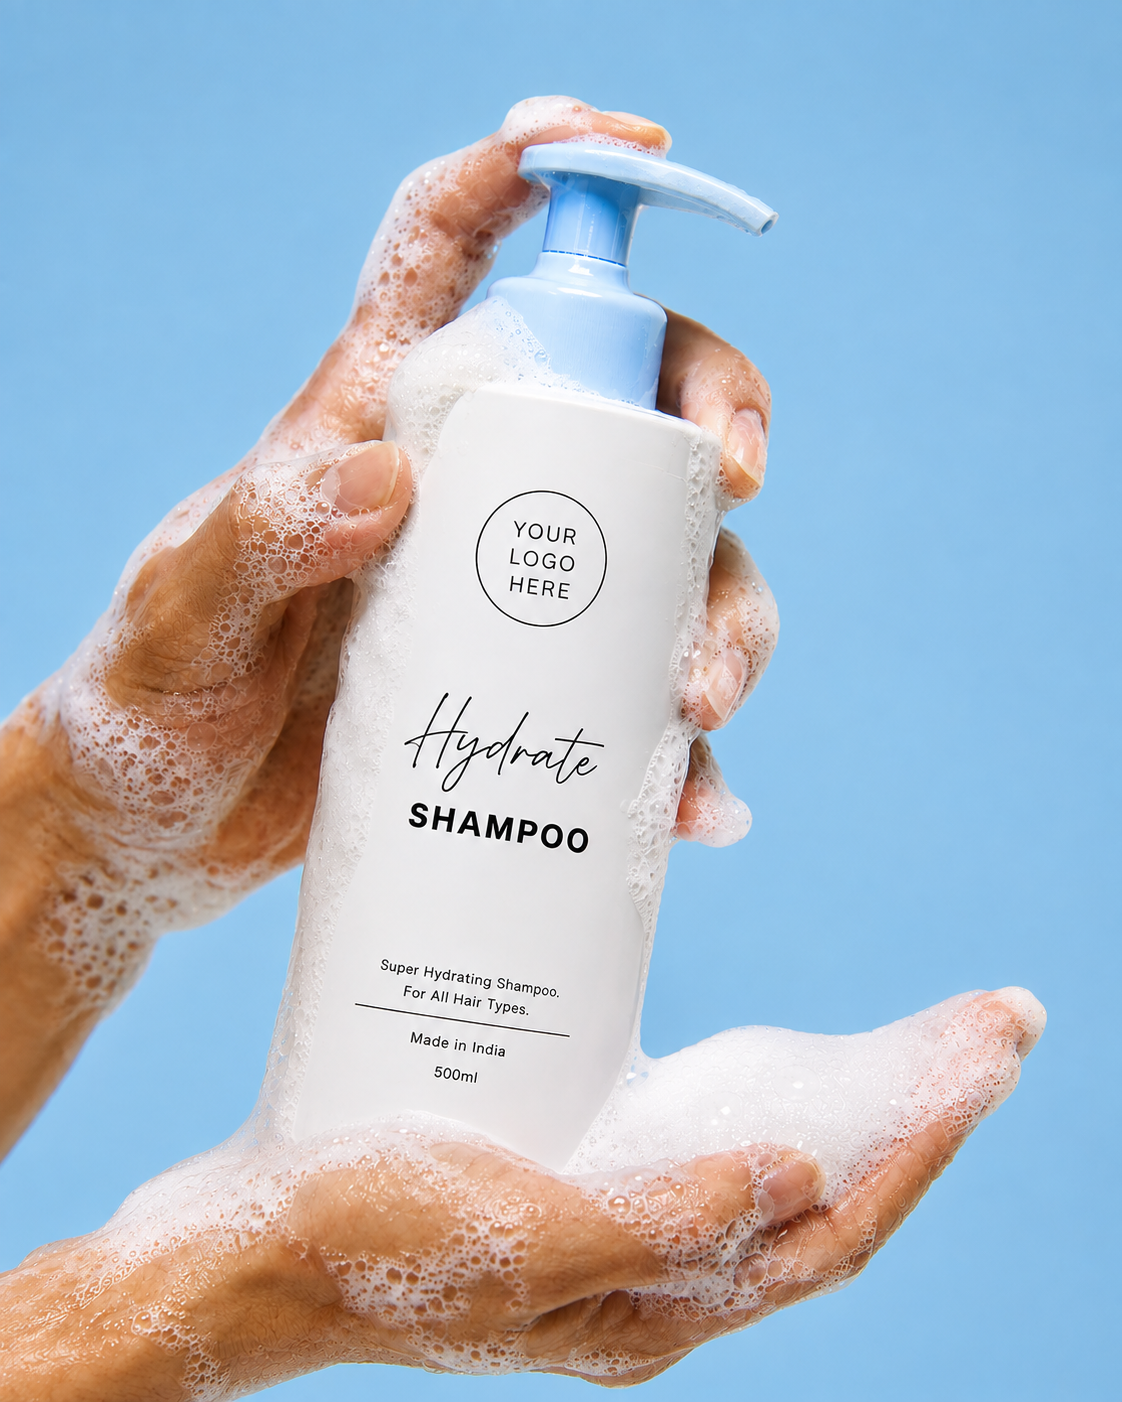 YOUR
LOGO
HERE
Hydrate
SHAMPOO
Super Hydrating Shampoo.
For All Hair Types.
Made in India
500ml